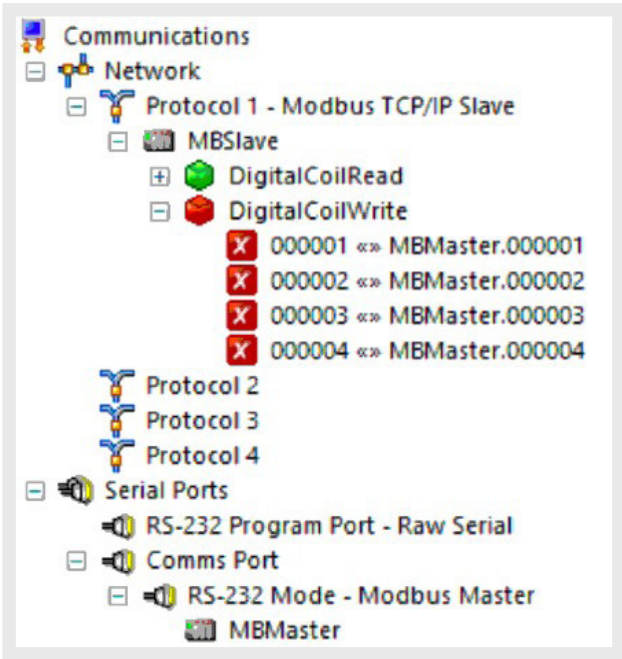 Communications
Network
Protocol 1 - Modbus TCP/IP Slave
MBSlave
DigitalCoilRead
DigitalCoilWrite
000001 «» MBMaster.000001
000002 «» MBMaster.000002
000003 «» MBMaster.000003
000004 «» MBMaster.000004
Protocol 2
Protocol 3
Protocol 4
Serial Ports
RS-232 Program Port - Raw Serial
Comms Port
RS-232 Mode - Modbus Master
MBMaster